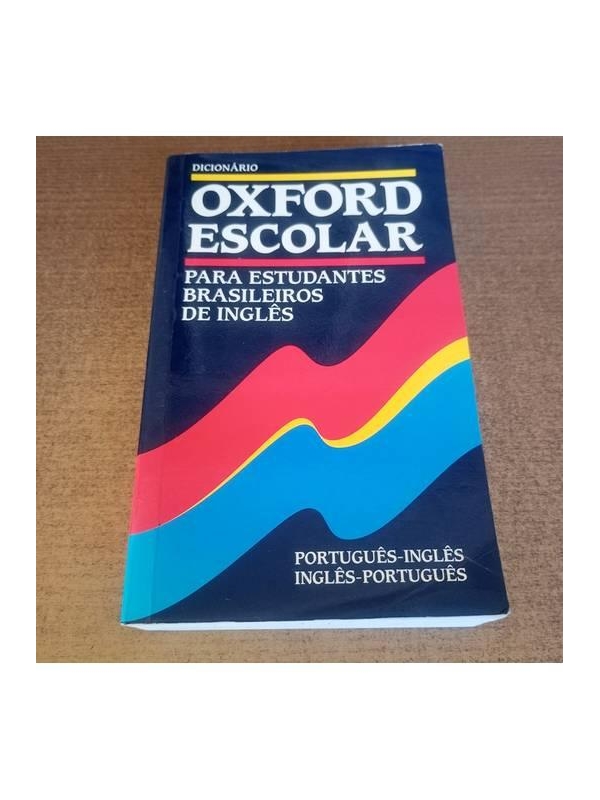 DICIONÁRIO
OXFORD
ESCOLAR
PARA ESTUDANTES
BRASILEIROS
DE INGLÊS
PORTUGUÊS-INGLÊS
INGLÊS-PORTUGUÊS